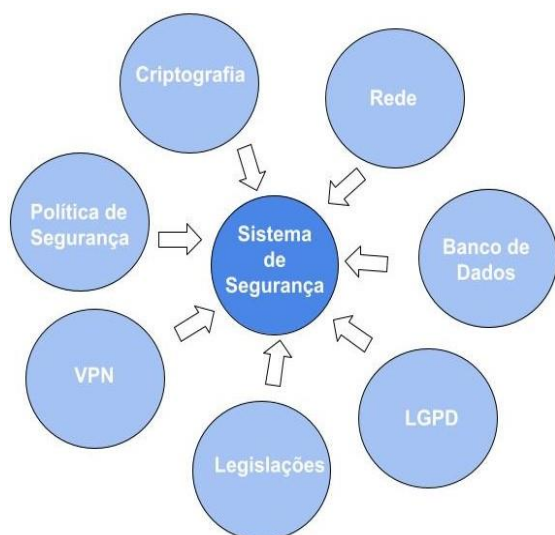 Criptografia
Rede
Política de
Segurança
Sistema
de
Segurança
Banco de
Dados
VPN
LGPD
Legislações